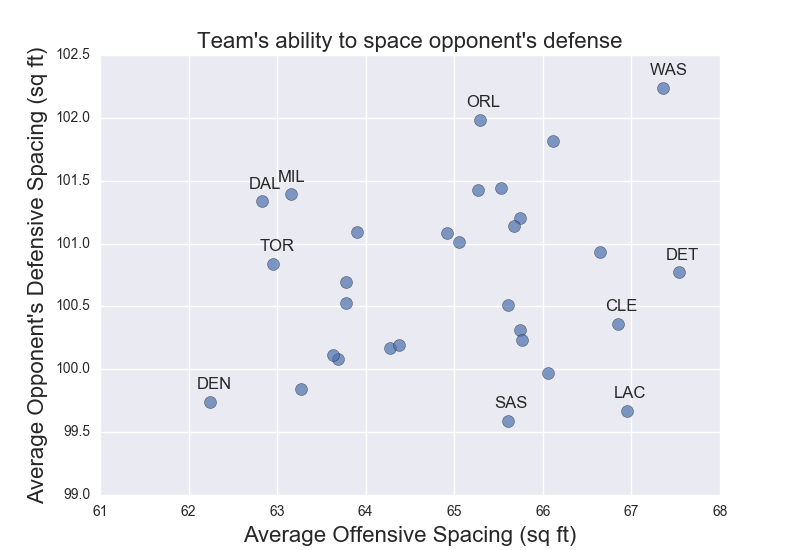 Team's ability to space opponent's defense
Average Opponent's Defensive Spacing (sq ft)
102.5
102.0
101.5
101.0
100.5
100.0
99.5
99.0
WAS
ORL
DAL MIL
TOR
DET
CLE
DEN
LAC
SAS
61 62 63 64 65 66 67 68
Average Offensive Spacing (sq ft)